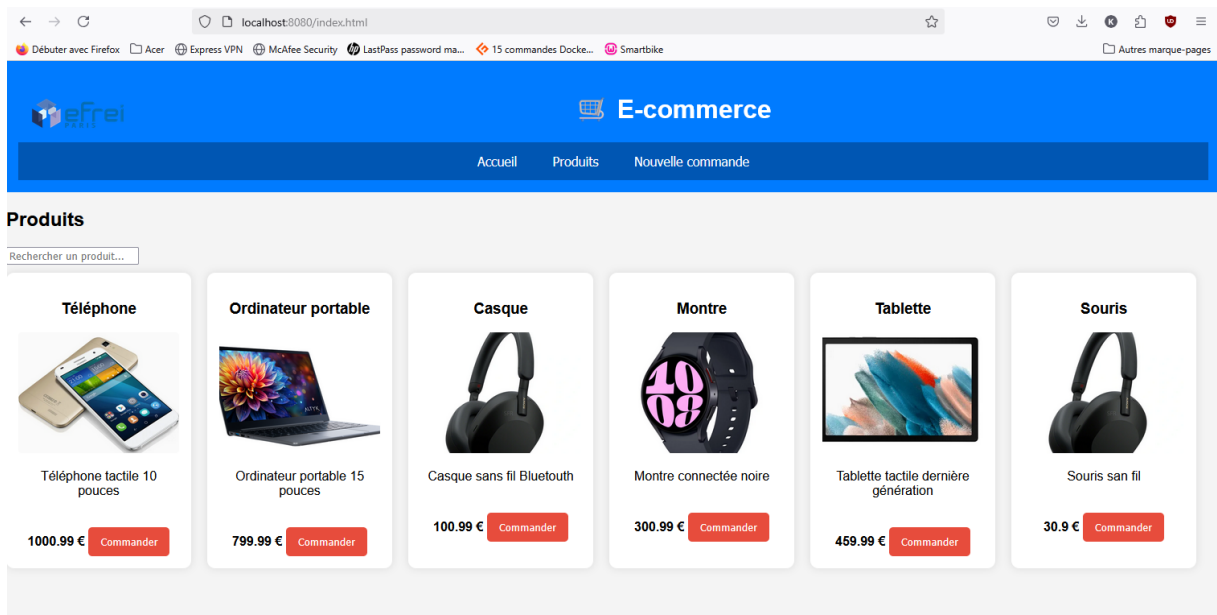 localhost:8080/index.html
Débuter avec Firefox Acer Express VPN McAfee Security LastPass password ma... 15 commandes Docke... Smartbike Autres marque-pages
efrei
PARIS
E-commerce
Accueil Produits Nouvelle commande
Produits
Rechercher un produit...
Téléphone
Téléphone tactile 10
pouces
1000.99 € Commander
Ordinateur portable
Ordinateur portable 15
pouces
799.99 € Commander
Casque
Casque sans fil Bluetouth
100.99 € Commander
Montre
10
08
Montre connectée noire
300.99 € Commander
Tablette
Tablette tactile dernière
génération
459.99 € Commander
Souris
Souris san fil
30.9 € Commander